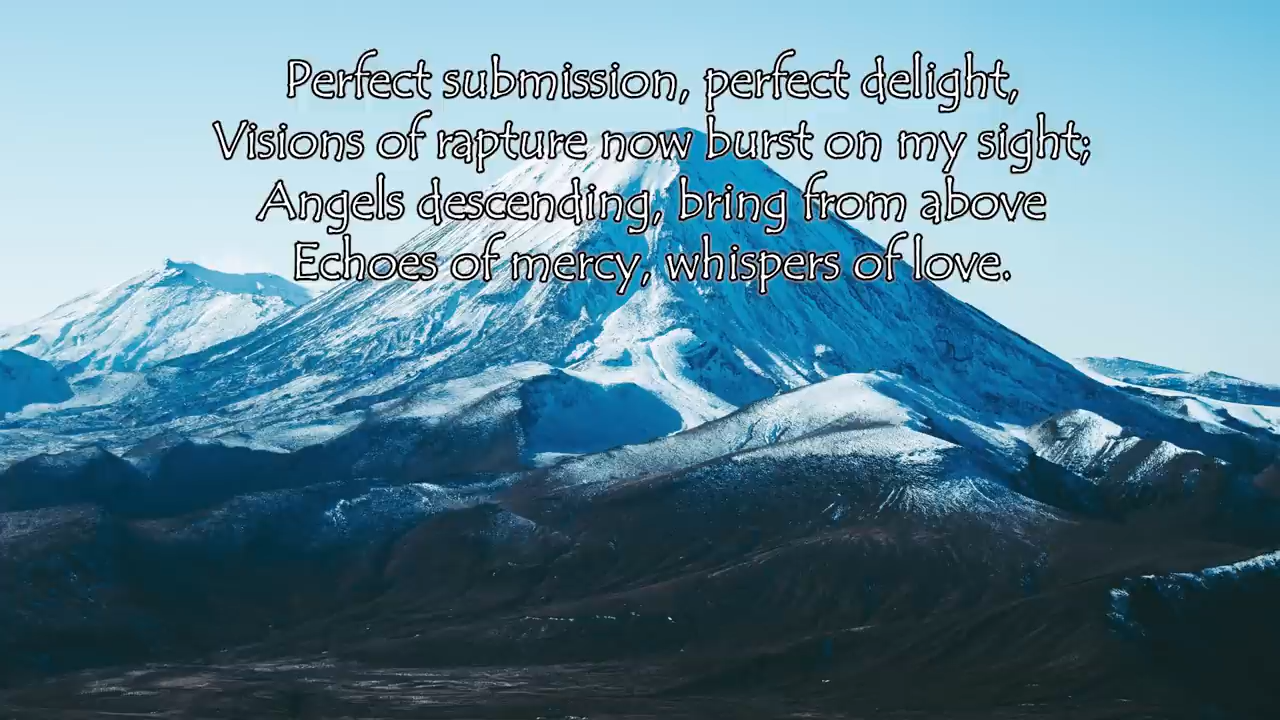 Perfect submission, perfect delight,
Visions of rapture now burst on my sight;
Angels descending, bring from above
Echoes of mercy, whispers of love.